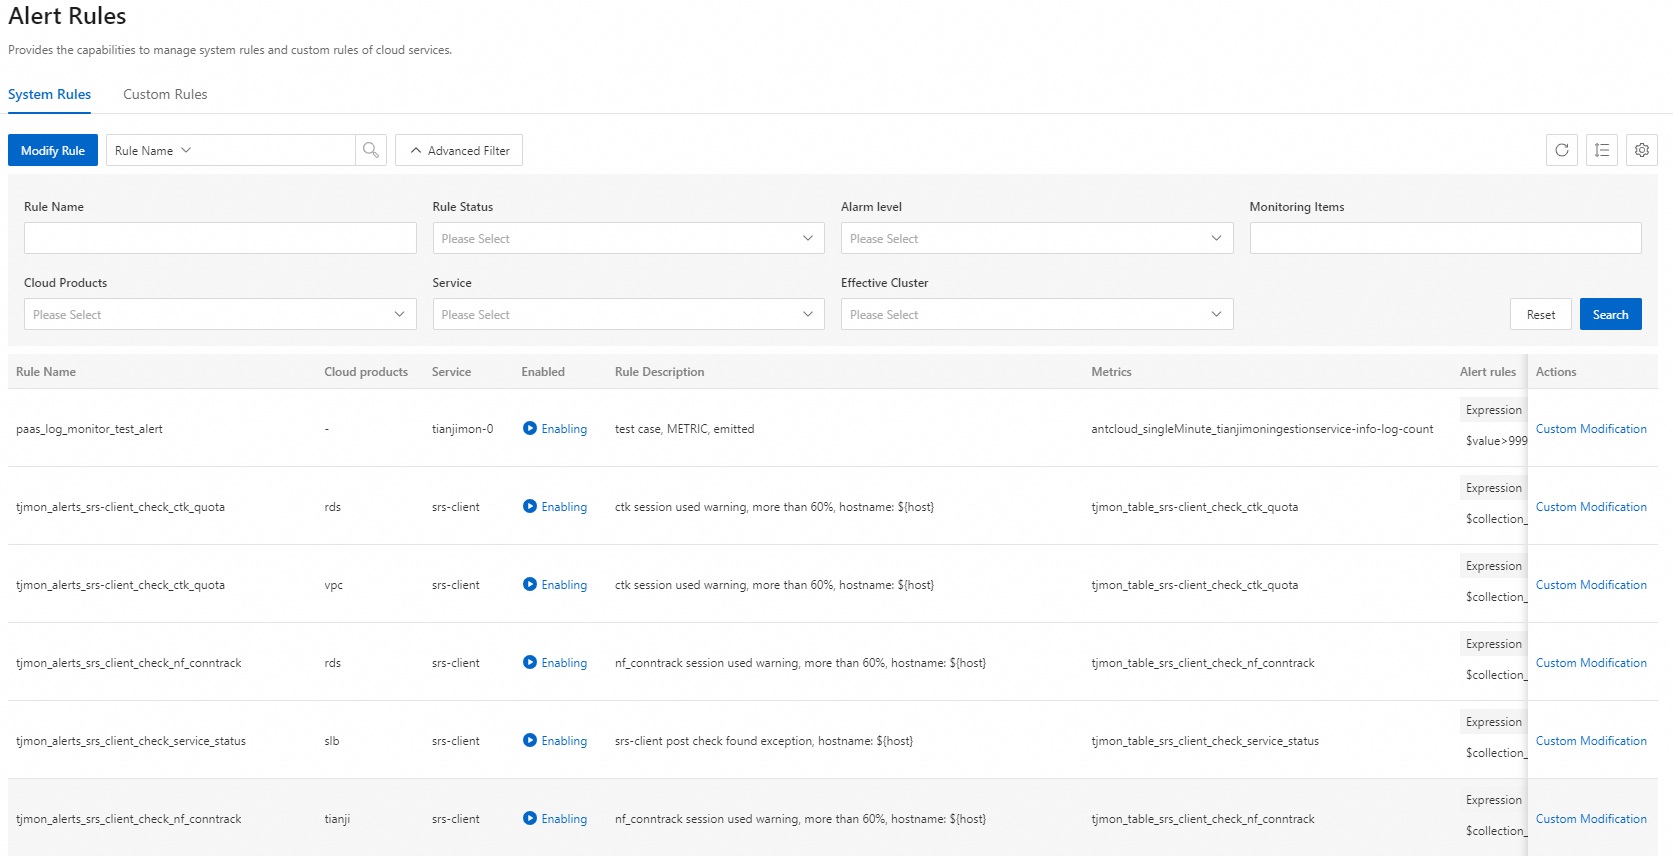 Alert Rules
Provides the capabilities to manage system rules and custom rules of cloud services.
System Rules Custom Rules
Modify Rule Rule Name Advanced Filter
Rule Name Rule Status Alarm level Monitoring Items
Please Select Please Select
Cloud Products Service Effective Cluster
Please Select Please Select Please Select Reset Search
Rule Name Cloud products Service Enabled Rule Description Metrics Alert rules Actions
Expression
paas_log_monitor_test_alert - tianjimon-0 Enabling test case, METRIC, emitted antcloud_singleMinute_tianjimoningestionservice-info-log-count Custom Modification
$value>999
Expression
tjmon_alerts_srs-client_check_ctk_quota rds srs-client Enabling ctk session used warning, more than 60%, hostname: ${host} tjmon_table_srs-client_check_ctk_quota Custom Modification
$collection_
Expression
tjmon_alerts_srs-client_check_ctk_quota vpc srs-client Enabling ctk session used warning, more than 60%, hostname: ${host} tjmon_table_srs-client_check_ctk_quota Custom Modification
$collection_
Expression
tjmon_alerts_srs_client_check_nf_conntrack rds srs-client Enabling nf_conntrack session used warning, more than 60%, hostname: ${host} tjmon_table_srs_client_check_nf_conntrack Custom Modification
$collection_
Expression
tjmon_alerts_srs_client_check_service_status slb srs-client Enabling srs-client post check found exception, hostname: ${host} tjmon_table_srs_client_check_service_status Custom Modification
$collection_
Expression
tjmon_alerts_srs_client_check_nf_conntrack tianji srs-client Enabling nf_conntrack session used warning, more than 60%, hostname: ${host} tjmon_table_srs_client_check_nf_conntrack Custom Modification
$collection_